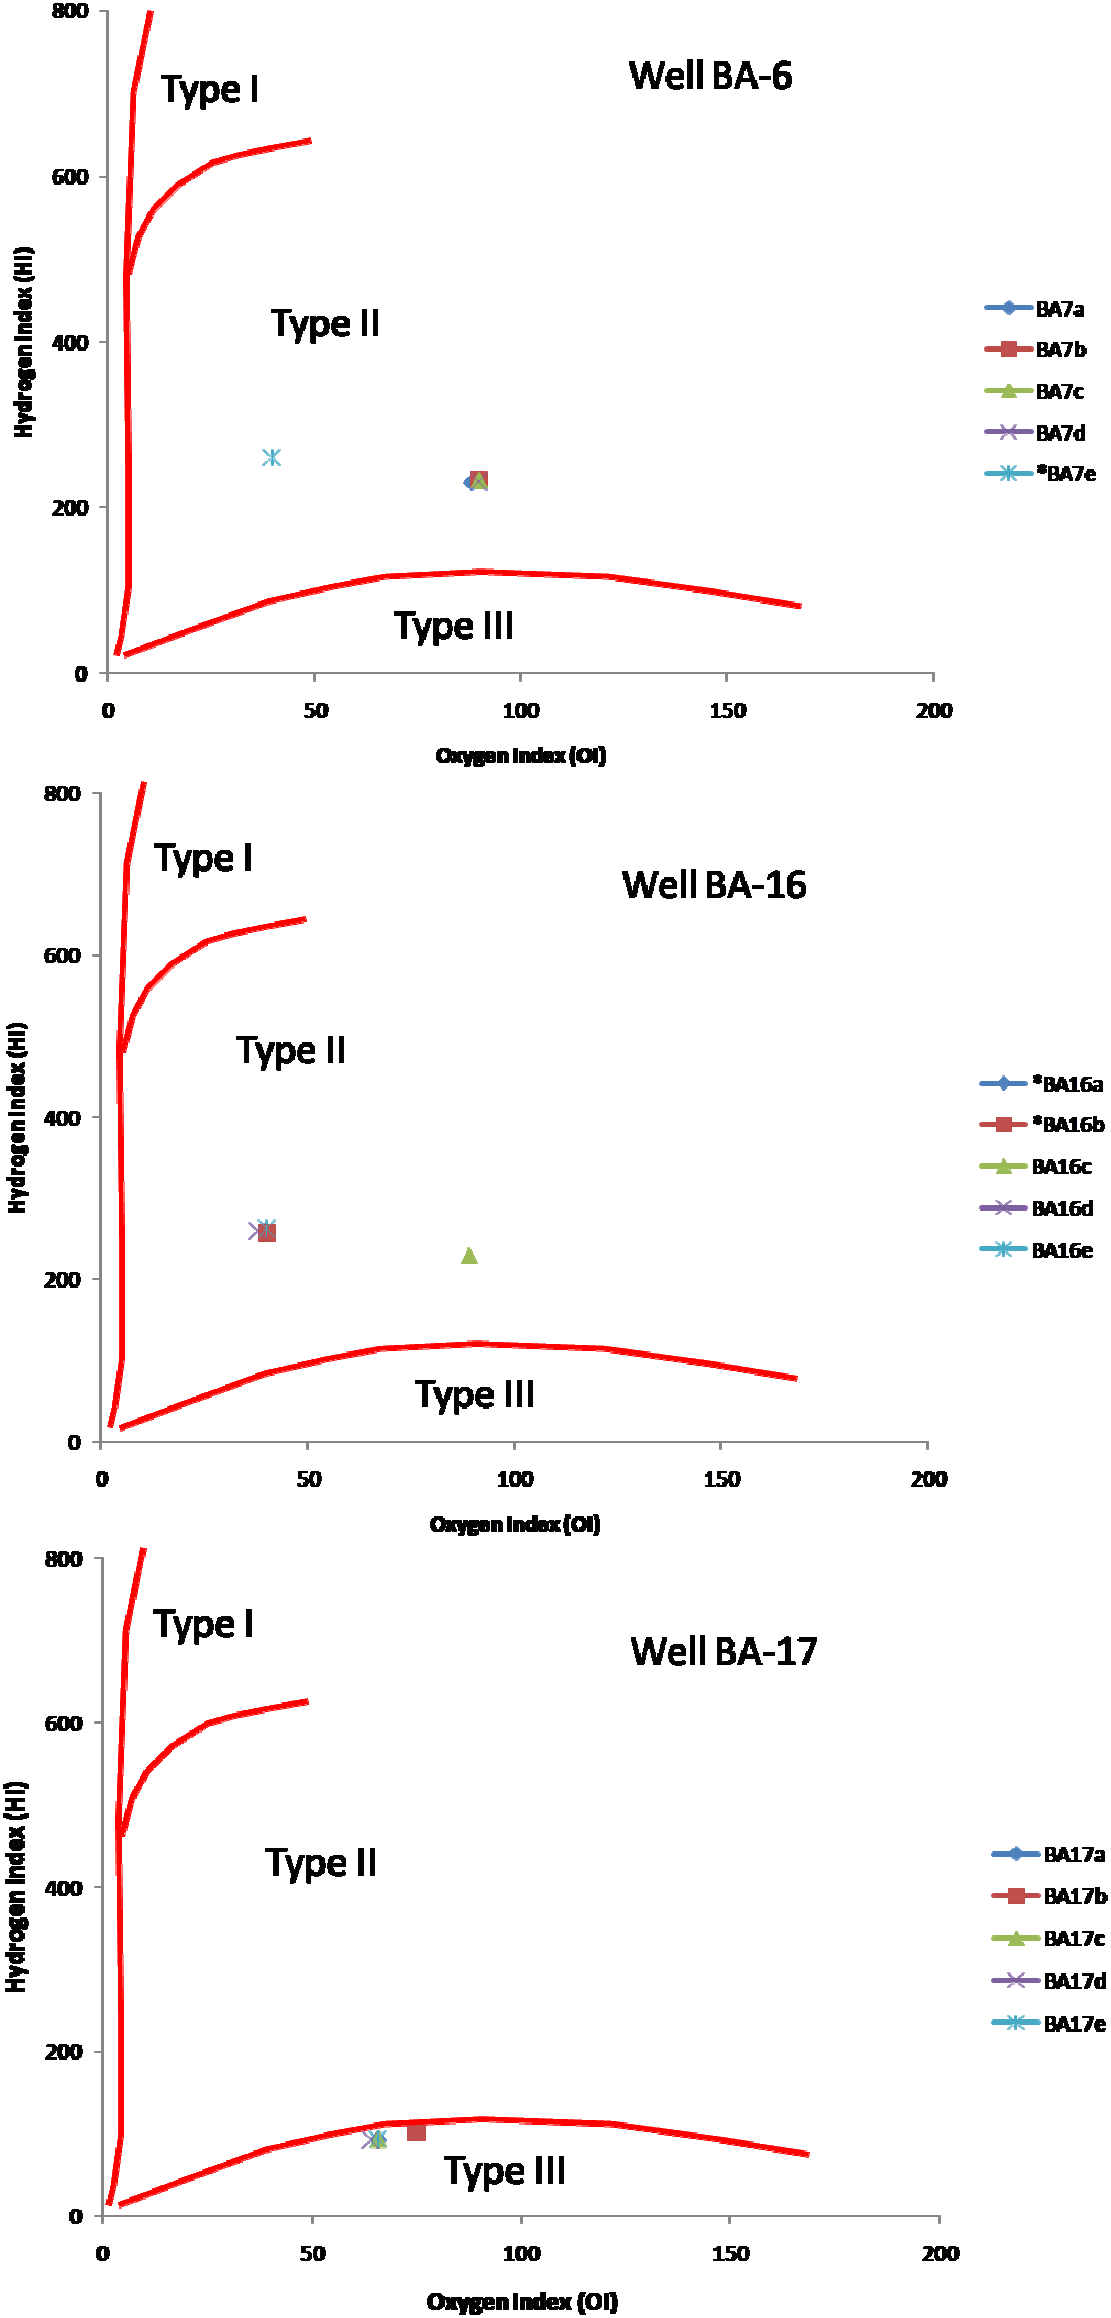 800
Type I
Well BA-6
600
Hydrogen Index (HI)
Type II
400
BA7a
BA7b
BA7c
BA7d
*BA7e
200
Type III
0
0 50 100 150 200
Oxygen Index (OI)
800
Type I
Well BA-16
600
Hydrogen Index (HI)
Type II
400
*BA16a
*BA16b
BA16c
BA16d
BA16e
200
Type III
0
0 50 100 150 200
Oxygen Index (OI)
800
Type I
Well BA-17
600
Hydrogen Index (HI)
Type II
400
BA17a
BA17b
BA17c
BA17d
BA17e
200
Type III
0
0 50 100 150 200
Oxygen Index (OI)